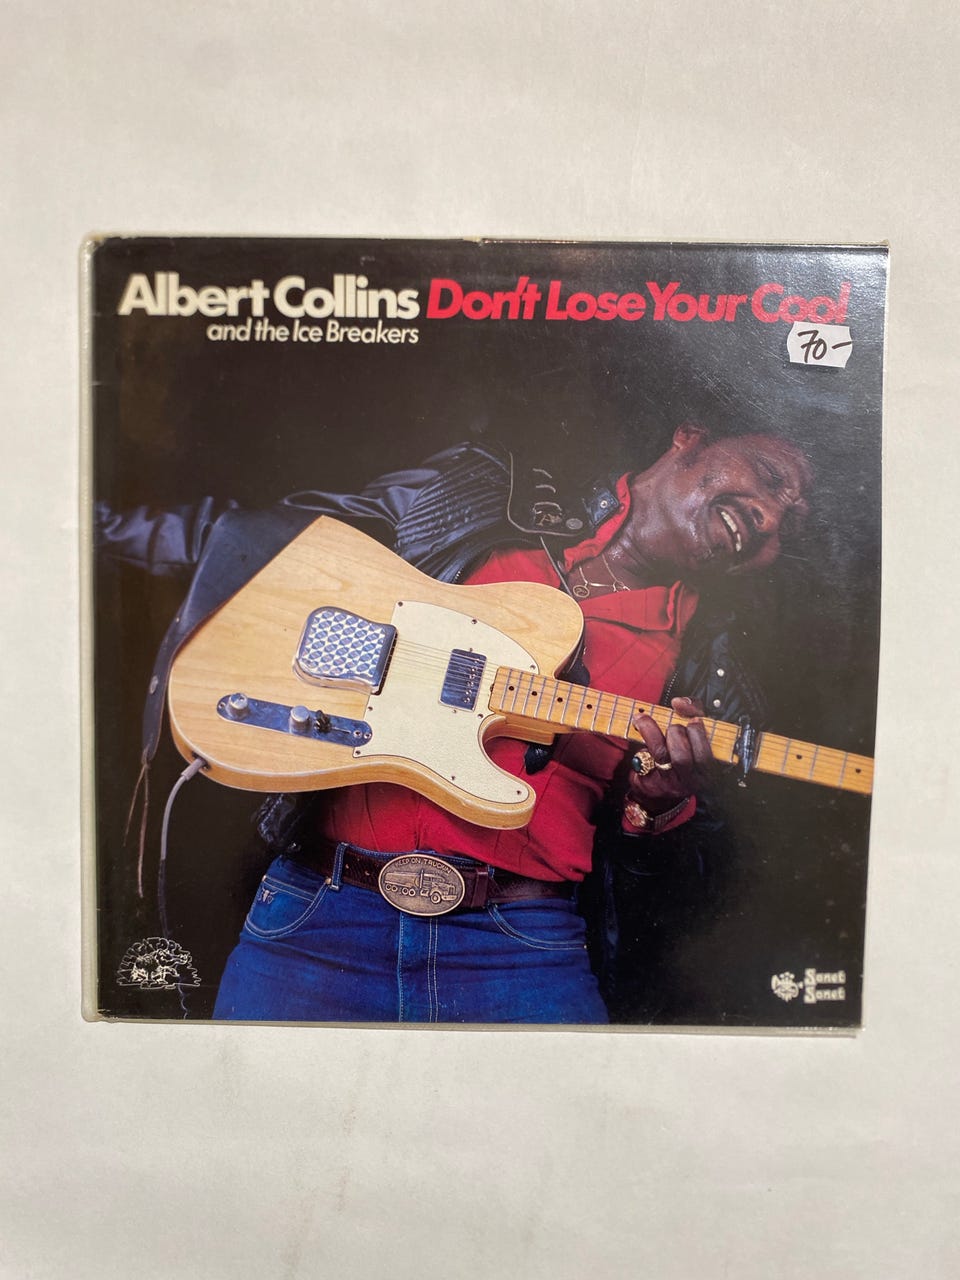 Albert Collins Don't Lose Your Cool
and the Ice Breakers
70-
KEEP ON TRUCKIN
Sonet
Sonet